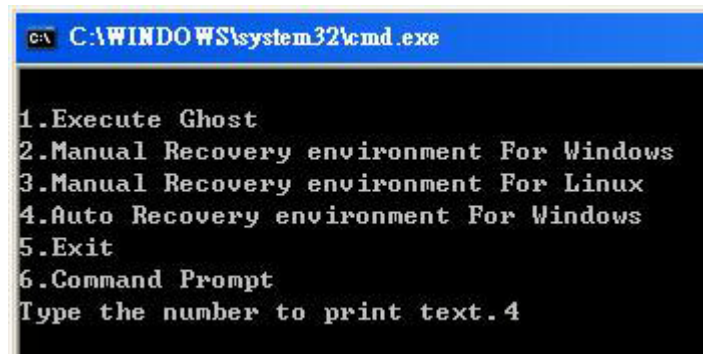 C:\WINDOWS\system32\cmd.exe
1.Execute Ghost
2.Manual Recovery environment For Windows
3.Manual Recovery environment For Linux
4.Auto Recovery environment For Windows
5.Exit
6.Command Prompt
Type the number to print text.4